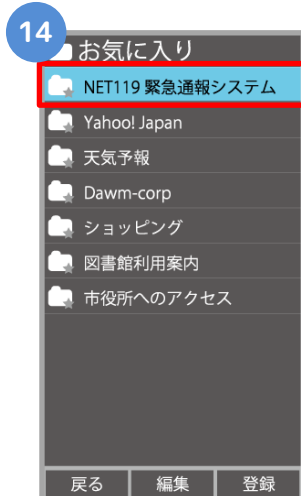 14
お気に入り
NET119 緊急通報システム
Yahoo! Japan
天気予報
Dawm-corp
ショッピング
図書館利用案内
市役所へのアクセス
戻る 編集 登録